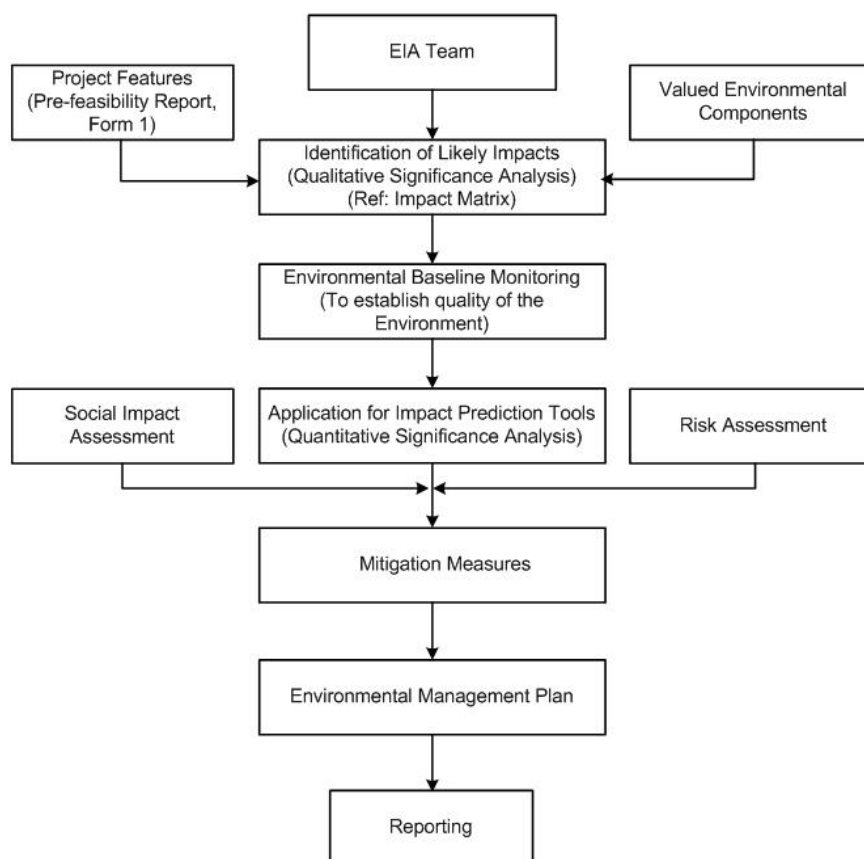 EIA Team
Project Features
(Pre-feasibility Report,
Form 1)
Valued Environmental
Components
Identification of Likely Impacts
(Qualitative Significance Analysis)
(Ref: Impact Matrix)
Environmental Baseline Monitoring
(To establish quality of the
Environment)
Social Impact
Assessment
Application for Impact Prediction Tools
(Quantitative Significance Analysis)
Risk Assessment
Mitigation Measures
Environmental Management Plan
Reporting